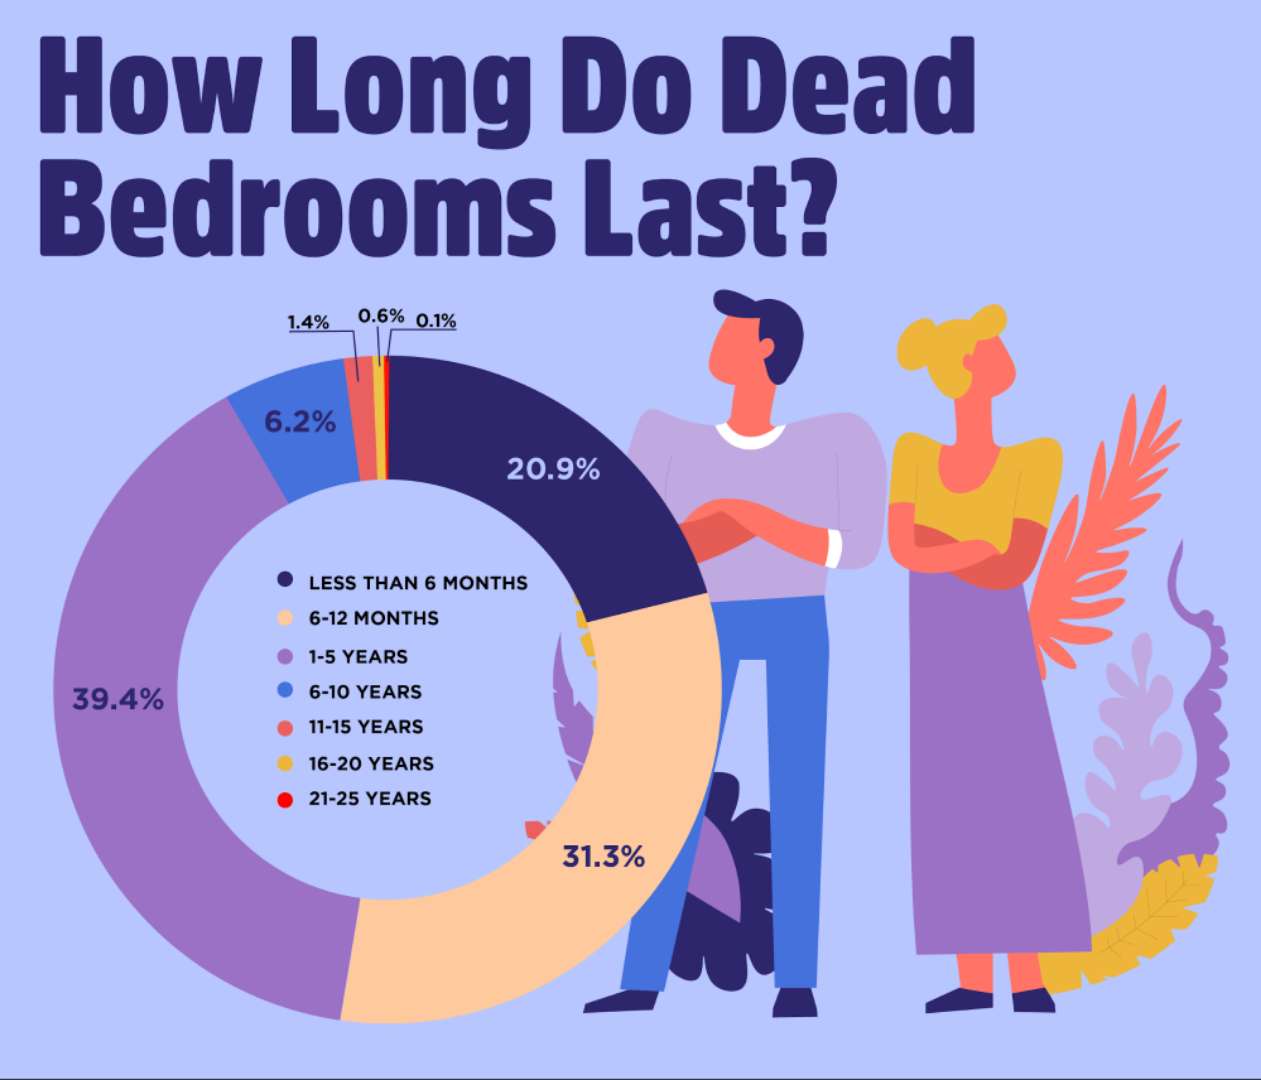 How Long Do Dead
Bedrooms Last?
1.4%
0.6%
0.1%
6.2%
20.9%
39.4%
31.3%
LESS THAN 6 MONTHS
6-12 MONTHS
1-5 YEARS
6-10 YEARS
11-15 YEARS
16-20 YEARS
21-25 YEARS